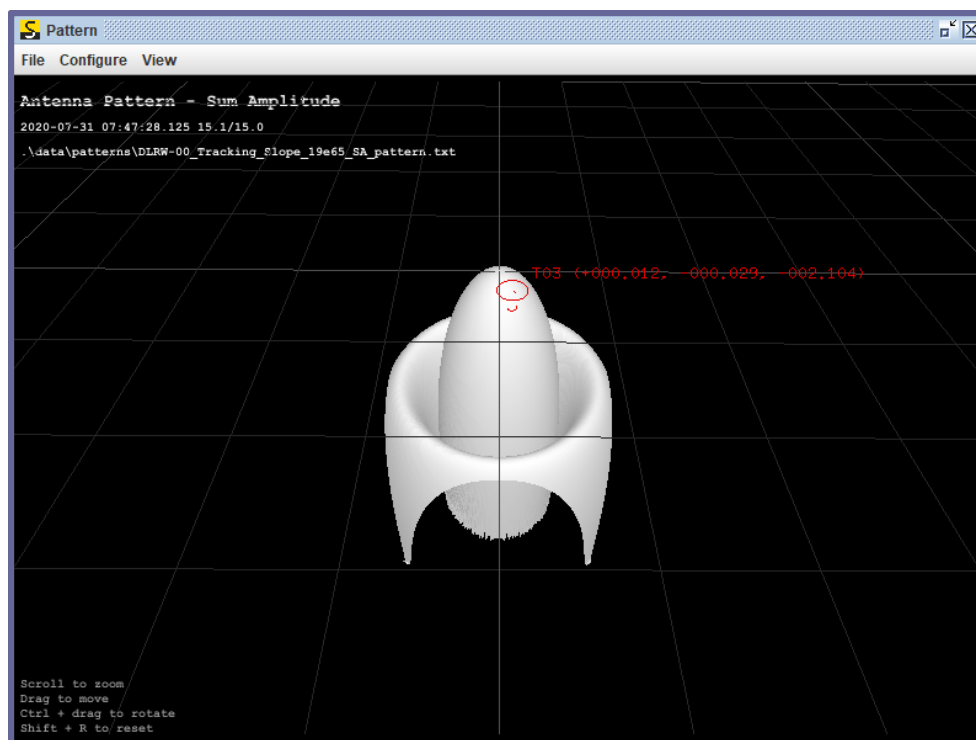 Pattern
File Configure View
Antenna Pattern - Sum Amplitude
2020-07-31 07:47:28.125 15.1/15.0
.\data\patterns\DLRW-00_Tracking_Slope_19e65_SA_pattern.txt
T03 (+000.012, -000.029, -002.104)
Scroll to zoom
Drag to move
Ctrl + drag to rotate
Shift + R to reset